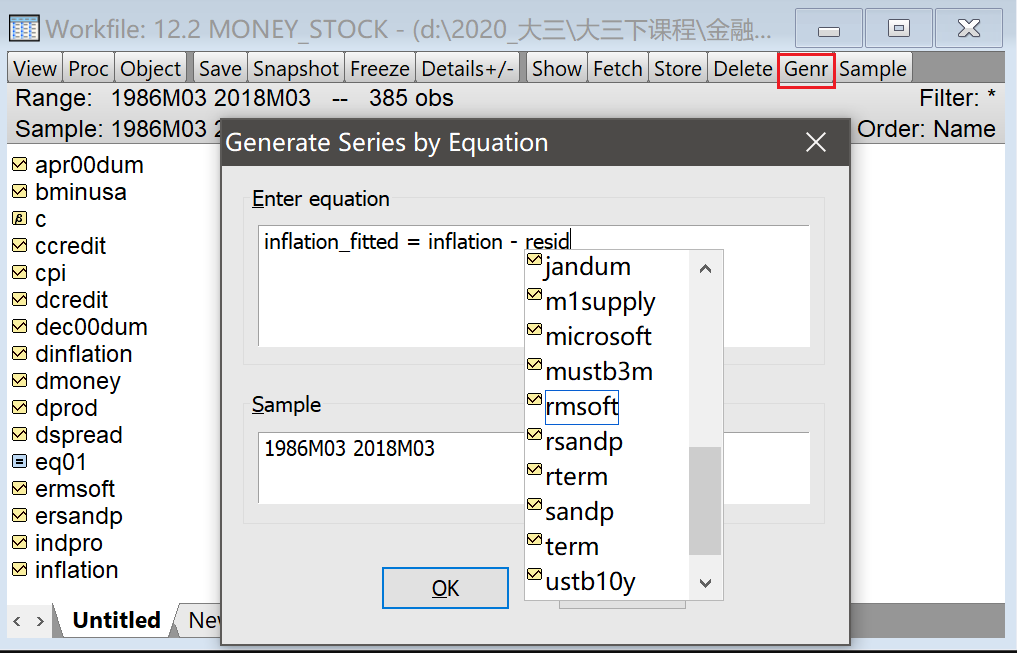 Workfile: 12.2 MONEY_STOCK - (d:\2020_大三\大三下课程\金融...
View Proc Object Save Snapshot Freeze Details+/- Show Fetch Store Delete Genr Sample
Range: 1986M03 2018M03 -- 385 obs Filter: *
Sample: 1986M03 2 Order: Name
Generate Series by Equation
Enter equation
inflation_fitted = inflation - resid
jandum
m1supply
microsoft
mustb3m
rmsoft
rsandp
rterm
sandp
term
ustb10y
Sample
1986M03 2018M03
OK
apr00dum
bminusa
β c
ccredit
cpi
dcredit
dec00dum
dinflation
dmoney
dprod
dspread
eq01
ermsoft
ersandp
indpro
inflation
< > Untitled Nev